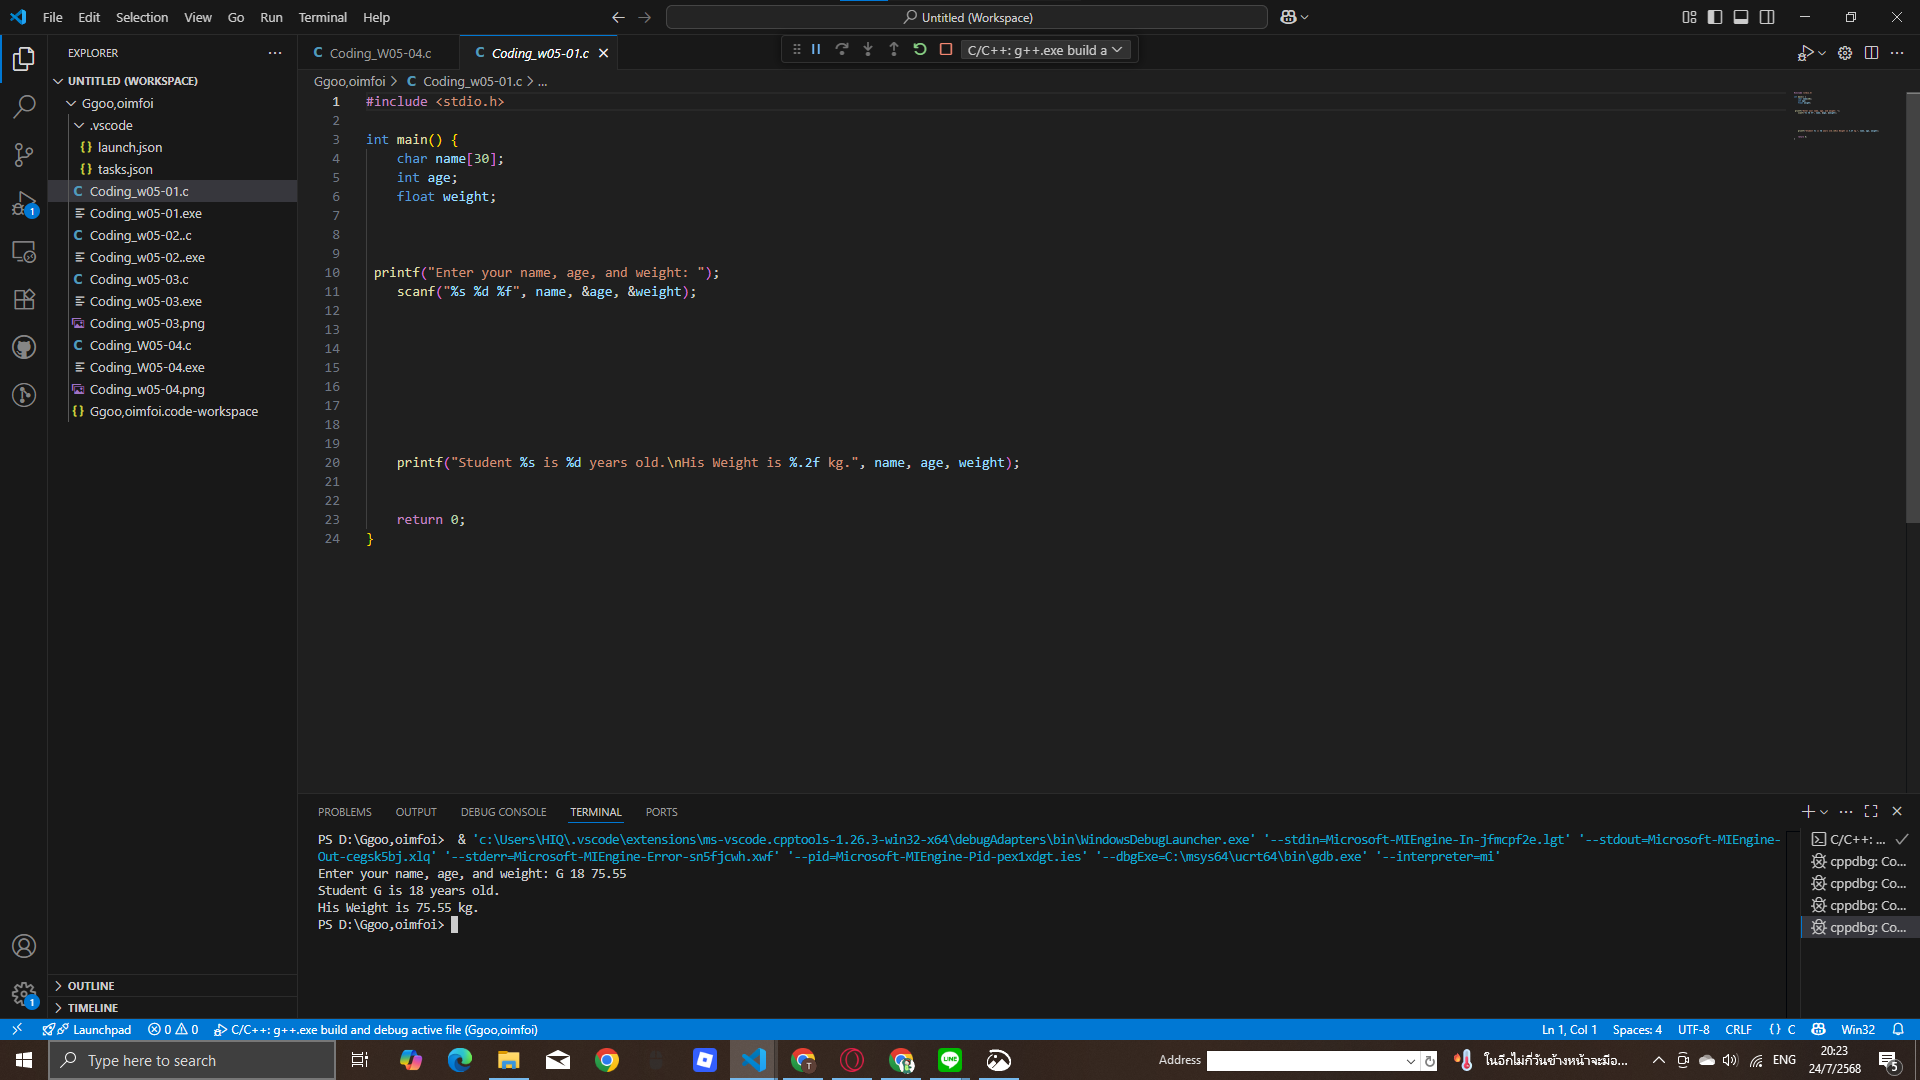 File Edit Selection View Go Run Terminal Help
Untitled (Workspace)
EXPLORER
UNTITLED (WORKSPACE)
Ggoo,oimfoi
.vscode
launch.json
tasks.json
Coding_w05-01.c
Coding_w05-01.exe
Coding_w05-02..c
Coding_w05-02..exe
Coding_w05-03.c
Coding_w05-03.exe
Coding_w05-03.png
Coding_W05-04.c
Coding_W05-04.exe
Coding_w05-04.png
Ggoo,oimfoi.code-workspace
OUTLINE
TIMELINE
Coding_W05-04.c
Coding_w05-01.c
C/C++: g++.exe build a
Ggoo,oimfoi > C Coding_w05-01.c > ...
1 #include <stdio.h>
2
3 int main() {
4 char name[30];
5 int age;
6 float weight;
7
8
9
10 printf("Enter your name, age, and weight: ");
11 scanf("%s %d %f", name, &age, &weight);
12
13
14
15
16
17
18
19
20 printf("Student %s is %d years old.\nHis Weight is %.2f kg.", name, age, weight);
21
22
23 return 0;
24 }
PROBLEMS OUTPUT DEBUG CONSOLE TERMINAL PORTS
PS D:\Ggoo,oimfoi> & 'c:\Users\HIQ\.vscode\extensions\ms-vscode.cpptools-1.26.3-win32-x64\debugAdapters\bin\WindowsDebugLauncher.exe' '--stdin=Microsoft-MIEngine-In-jfmcpf2e.lgt' '--stdout=Microsoft-MIEngine-
Out-cegsk5bj.xlq' '--stderr=Microsoft-MIEngine-Error-sn5fjcwh.xwf' '--pid=Microsoft-MIEngine-Pid-pex1xdgt.ies' '--dbgExe=C:\msys64\ucrt64\bin\gdb.exe' '--interpreter=mi'
Enter your name, age, and weight: G 18 75.55
Student G is 18 years old.
His Weight is 75.55 kg.
PS D:\Ggoo,oimfoi>
C/C++: ...
cppdbg: Co...
cppdbg: Co...
cppdbg: Co...
cppdbg: Co...
Launchpad 0 0 C/C++: g++.exe build and debug active file (Ggoo,oimfoi)
Ln 1, Col 1 Spaces: 4 UTF-8 CRLF {} C Win32
Type here to search
Address
ในอีกไม่กี่วันข้างหน้าจะมีอ...
ENG
20:23
24/7/2568
5